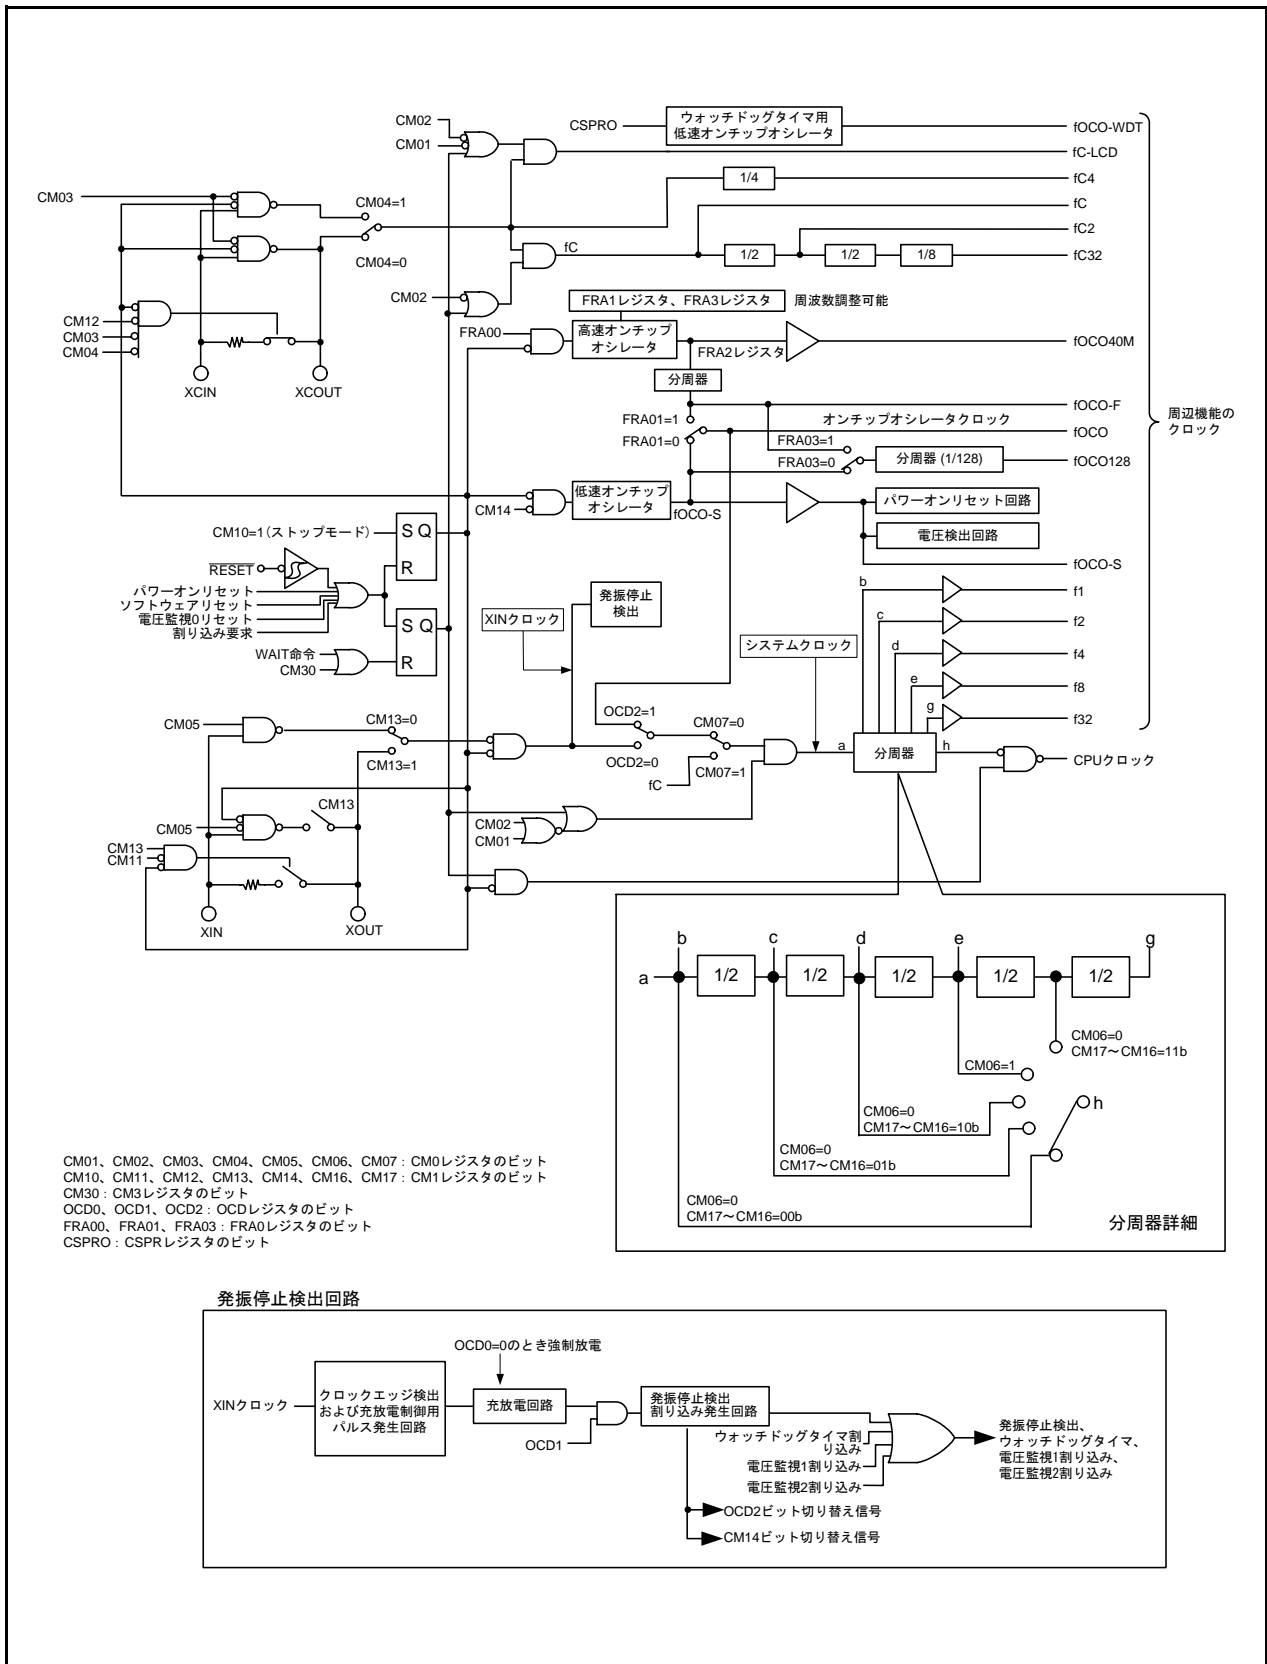 CM02
CM01
CSPRO
ウォッチドッグタイマ用
低速オンチップオシレータ
fOCO-WDT
fC-LCD
1/4
fC4
CM03
CM04=1
CM04=0
fC
fC2
fC
1/2
1/2
1/8
fC32
CM02
CM12
CM03
CM04
XCIN
XCOUT
FRA1レジスタ、FRA3レジスタ
周波数調整可能
FRA00
高速オンチップ
オシレータ
FRA2レジスタ
fOCO40M
分周器
fOCO-F
FRA01=1
FRA01=0
オンチップオシレータクロック
fOCO
FRA03=1
FRA03=0
分周器 (1/128)
fOCO128
周辺機能の
クロック
CM14
低速オンチップ
オシレータ
fOCO-S
パワーオンリセット回路
電圧検出回路
fOCO-S
CM10=1(ストップモード)
S Q
R
RESET
パワーオンリセット
ソフトウェアリセット
電圧監視0リセット
割り込み要求
S Q
R
WAIT命令
CM30
XINクロック
発振停止
検出
システムクロック
b
f1
c
f2
d
f4
e
f8
g
f32
CM05
CM13=0
CM13=1
OCD2=1
OCD2=0
CM07=0
CM07=1
fC
a
分周器
h
CPUクロック
CM13
CM05
CM02
CM01
CM13
CM11
XIN
XOUT
b
c
d
e
g
a
1/2
1/2
1/2
1/2
1/2
CM06=0
CM17~CM16=11b
CM06=1
CM06=0
CM17~CM16=10b
h
CM06=0
CM17~CM16=01b
CM06=0
CM17~CM16=00b
分周器詳細
CM01、CM02、CM03、CM04、CM05、CM06、CM07:CM0レジスタのビット
CM10、CM11、CM12、CM13、CM14、CM16、CM17:CM1レジスタのビット
CM30:CM3レジスタのビット
OCD0、OCD1、OCD2:OCDレジスタのビット
FRA00、FRA01、FRA03:FRA0レジスタのビット
CSPRO:CSPRレジスタのビット
発振停止検出回路
OCD0=0のとき強制放電
XINクロック
クロックエッジ検出
および充放電制御用
パルス発生回路
充放電回路
OCD1
発振停止検出
割り込み発生回路
ウォッチドッグタイマ割
り込み
電圧監視1割り込み
電圧監視2割り込み
発振停止検出、
ウォッチドッグタイマ、
電圧監視1割り込み、
電圧監視2割り込み
OCD2ビット切り替え信号
CM14ビット切り替え信号